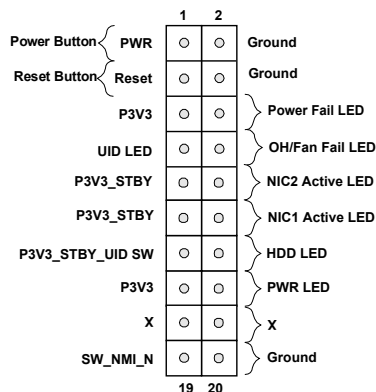 1 2
Power Button PWR Ground
Reset Button Reset Ground
P3V3 Power Fail LED
UID LED OH/Fan Fail LED
P3V3_STBY NIC2 Active LED
P3V3_STBY NIC1 Active LED
P3V3_STBY_UID SW HDD LED
P3V3 PWR LED
X X
SW_NMI_N Ground
19 20